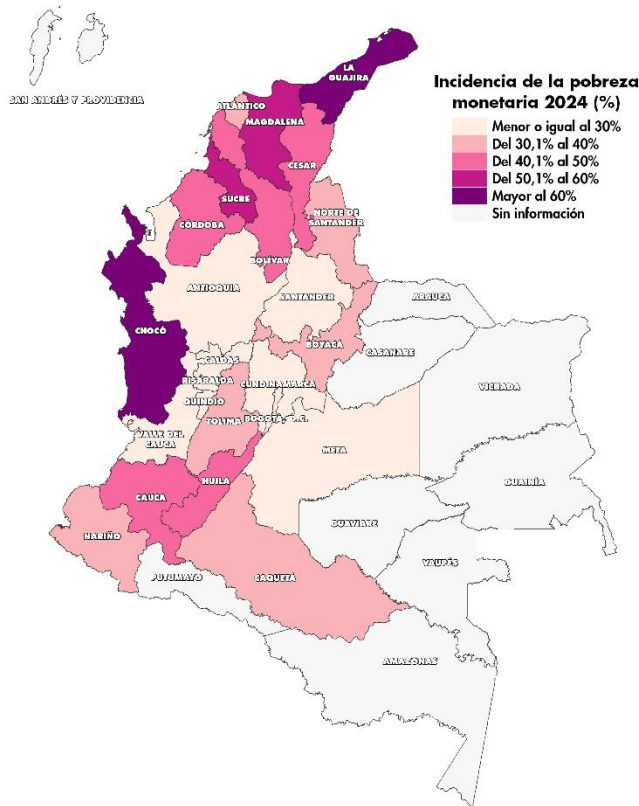 SAN ANDRÉS Y PROVIDENCIA
Incidencia de la pobreza
monetaria 2024 (%)
Menor o igual al 30%
Del 30,1% al 40%
Del 40,1% al 50%
Del 50,1% al 60%
Mayor al 60%
Sin información
LA
GUAJIRA
ATLÁNTICO
MAGDALENA
CESAR
SUCRE
NORTE DE
SANTANDER
CÓRDOBA
BOLÍVAR
ANTIOQUIA
SANTANDER
ARAUCA
CHOCÓ
BOYACÁ
CASANARE
CALDAS
VICHADA
RISARALDA
CUNDINAMARCA
QUINDIO
BOGOTÁ, D.C.
TOLIMA
VALLE DEL
CAUCA
META
GUAINÍA
HUILA
CAUCA
GUAVIARE
NARIÑO
VAUPÉS
PUTUMAYO
CAQUETÁ
AMAZONAS